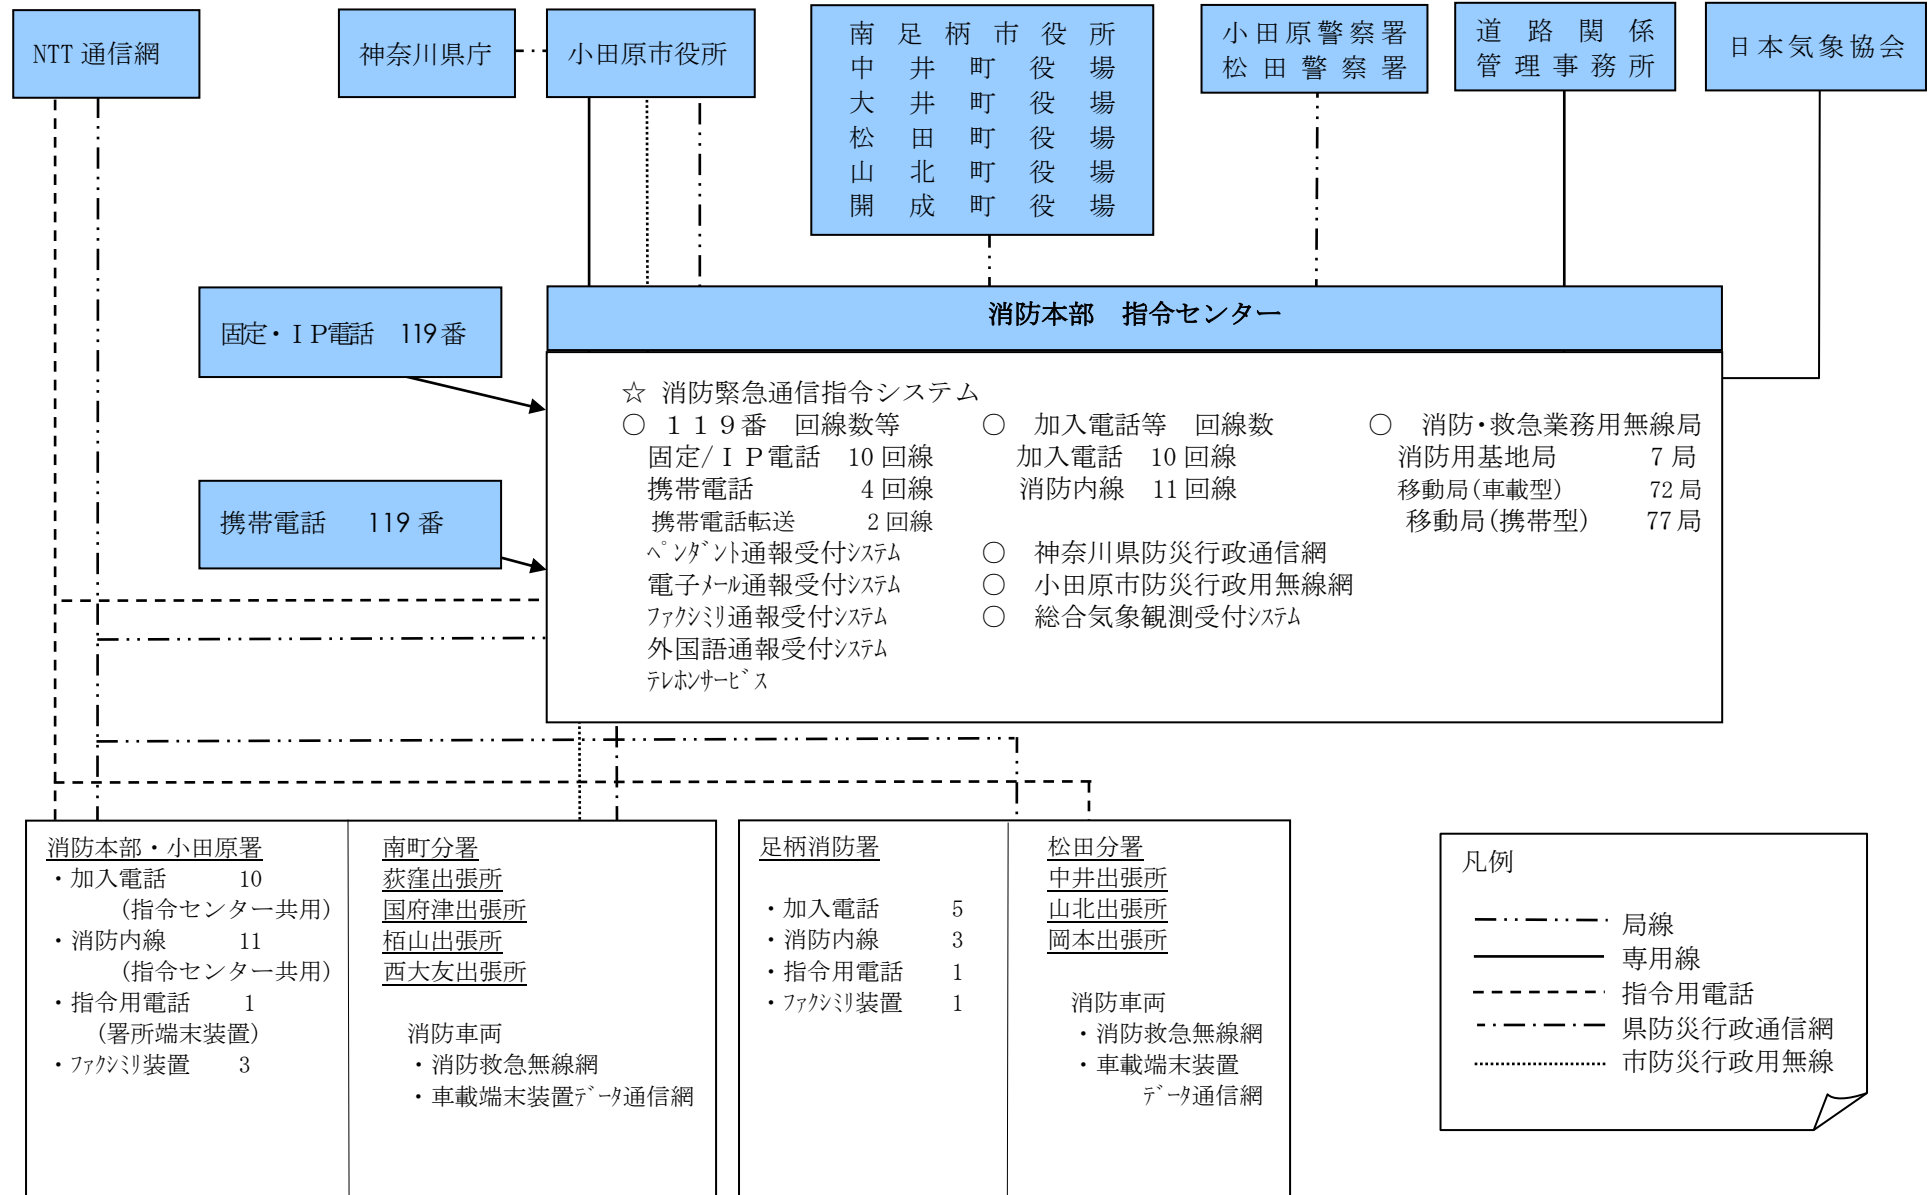 NTT 通信網
神奈川県庁
小田原市役所
南足柄市役所
中井町役場
大井町役場
松田町役場
山北町役場
開成町役場
小田原警察署
松田警察署
道路関係
管理事務所
日本気象協会
固定・ＩＰ電話　119番
携帯電話　119 番
消防本部　指令センター
☆ 消防緊急通信指令システム
○ １１９番　回線数等
固定/ＩＰ電話　10 回線
携帯電話　4 回線
携帯電話転送　2 回線
ﾍﾟﾝﾀﾞﾝﾄ通報受付ｼｽﾃﾑ
電子ﾒｰﾙ通報受付ｼｽﾃﾑ
ﾌｧｸｼﾐﾘ通報受付ｼｽﾃﾑ
外国語通報受付ｼｽﾃﾑ
ﾃﾚﾎﾝｻｰﾋﾞｽ
○　加入電話等　回線数
加入電話　10 回線
消防内線　11 回線
○　神奈川県防災行政通信網
○　小田原市防災行政用無線網
○　総合気象観測受付ｼｽﾃﾑ
○　消防・救急業務用無線局
消防用基地局　7 局
移動局(車載型)　72 局
移動局(携帯型)　77 局
消防本部・小田原署
・加入電話　10
(指令センター共用)
・消防内線　11
(指令センター共用)
・指令用電話　1
(署所端末装置)
・ﾌｧｸｼﾐﾘ装置　3
南町分署
荻窪出張所
国府津出張所
栢山出張所
西大友出張所
消防車両
・消防救急無線網
・車載端末装置ﾃﾞｰﾀ通信網
足柄消防署
・加入電話　5
・消防内線　3
・指令用電話　1
・ﾌｧｸｼﾐﾘ装置　1
松田分署
中井出張所
山北出張所
岡本出張所
消防車両
・消防救急無線網
・車載端末装置
ﾃﾞｰﾀ通信網
凡例
局線
専用線
指令用電話
県防災行政通信網
市防災行政用無線